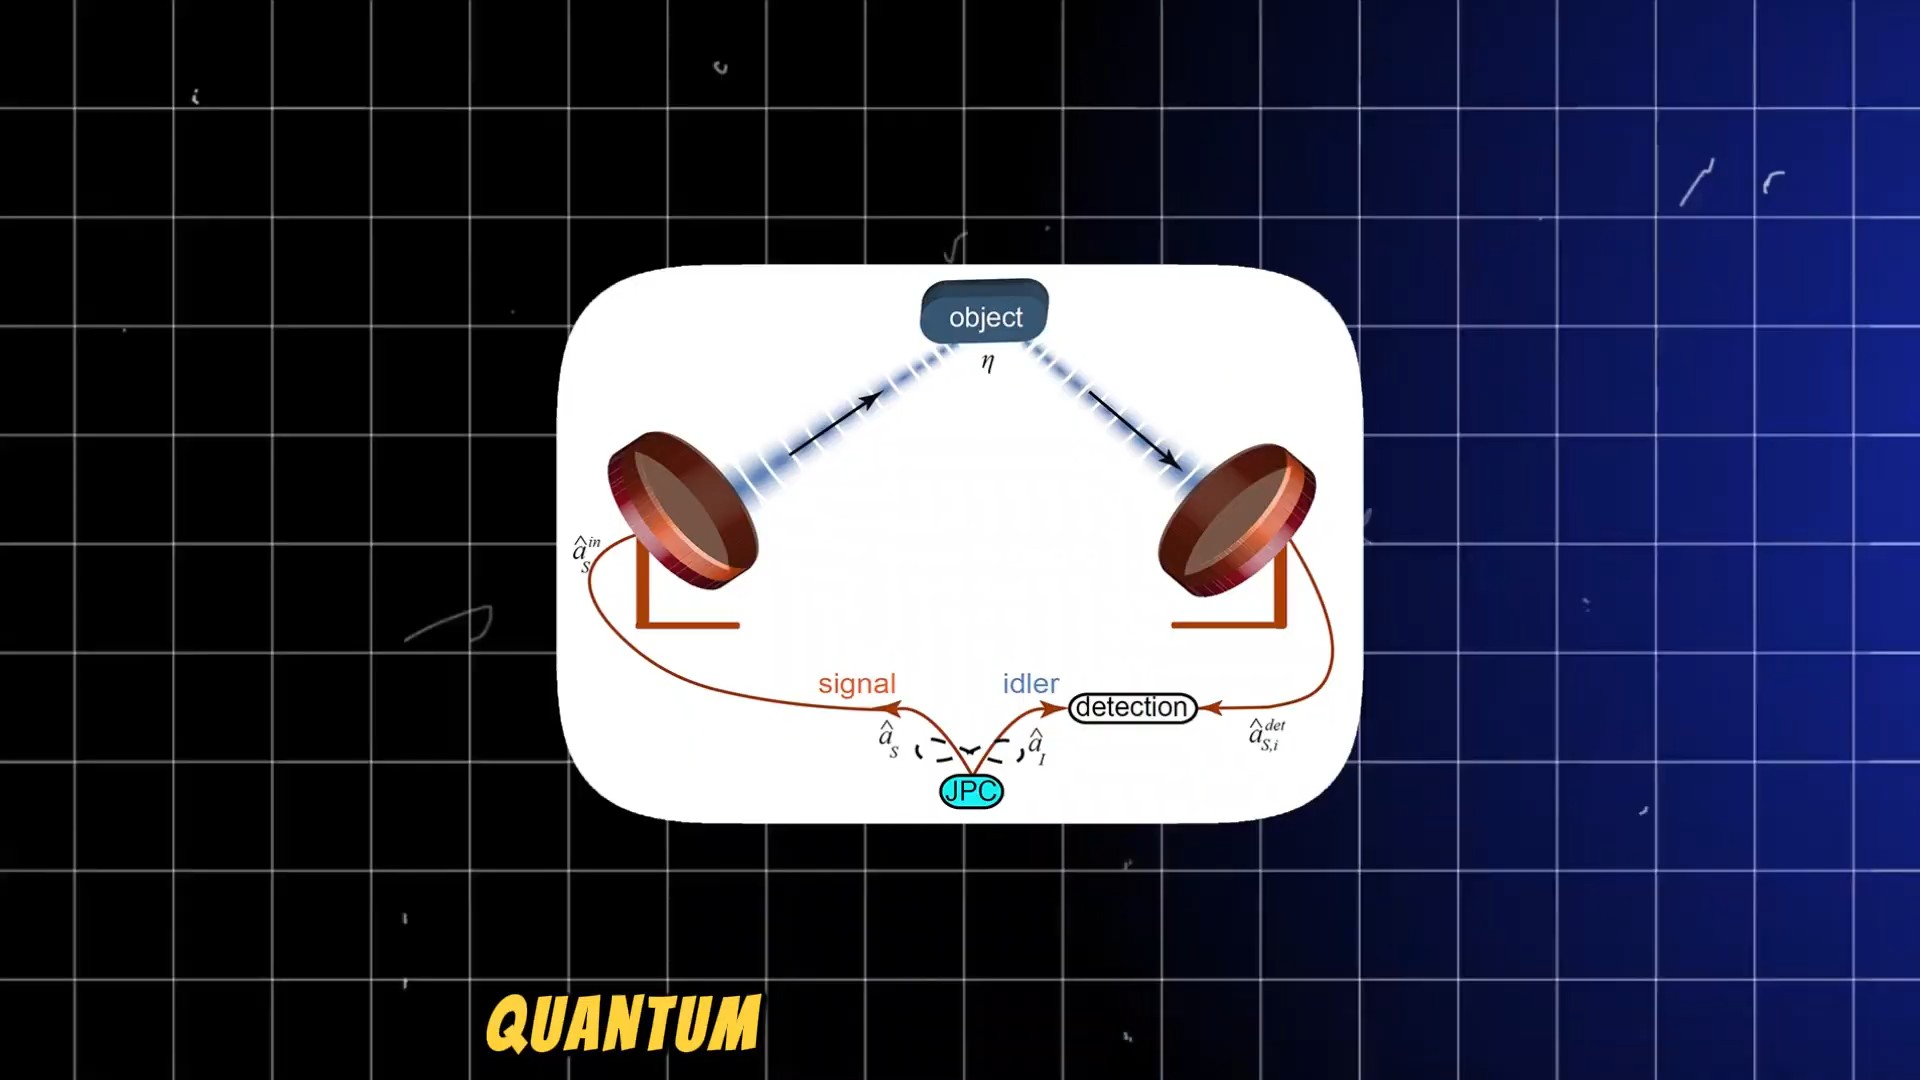 object
η
â_S^in
signal
idler
detection
â_S
â_I
â_S,i^det
JPC
QUANTUM